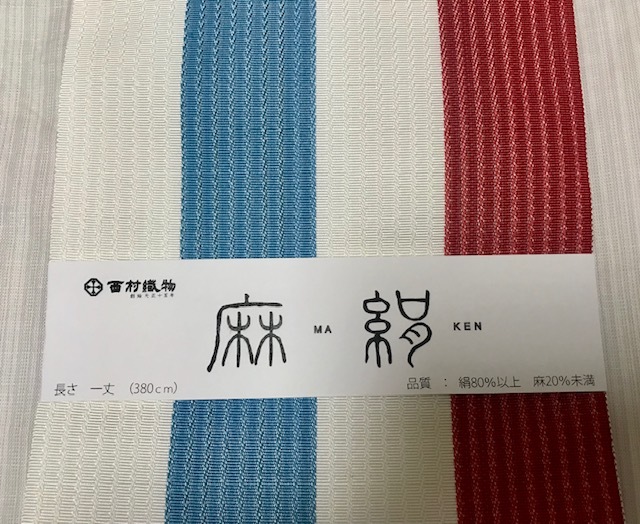 西村織物
麻 MA 絹 KEN
長さ 一丈 (380cm)
品質 : 絹80%以上 麻20%未満